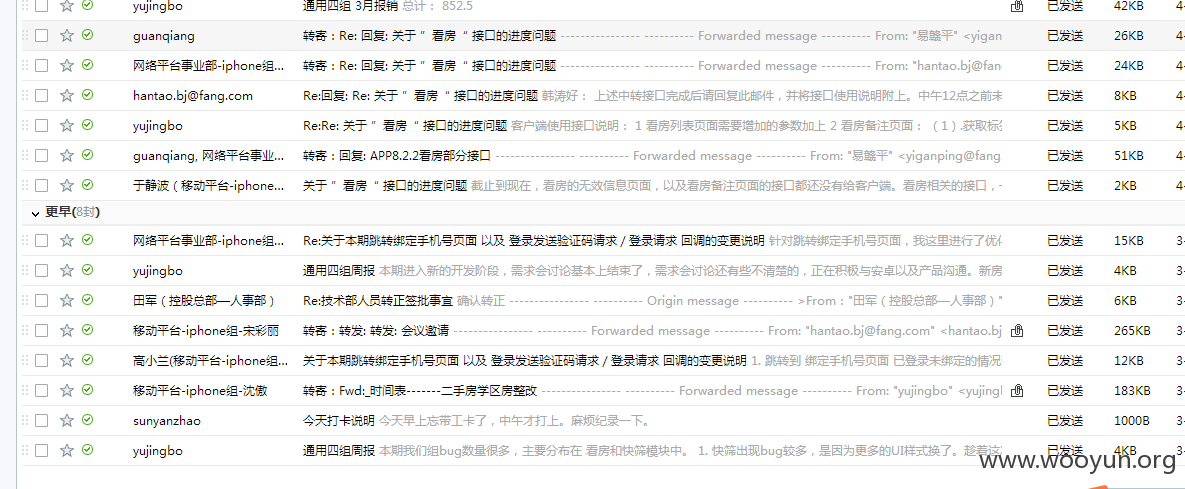 yujingbo 通用四组 3月报销 总计： 852.5 已发送 42KB 4-
guanqiang 转寄：Re: 回复: 关于 ” 看房 “ 接口的进度问题 ---------------- ---------- Forwarded message ---------- From: "易赣平" <yigan 已发送 26KB 4-
网络平台事业部-iphone组... 转寄：Re: 回复: 关于 ” 看房 “ 接口的进度问题 ---------------- ---------- Forwarded message ---------- From: "hantao.bj@fan 已发送 24KB 4-
hantao.bj@fang.com Re:回复: Re: 关于 ” 看房 “ 接口的进度问题 韩涛好： 上述中转接口完成后请回复此邮件，并将接口使用说明附上。中午12点之前未 已发送 8KB 4-
yujingbo Re:Re: 关于 ” 看房 “ 接口的进度问题 客户端使用接口说明： 1 看房列表页面需要增加的参数加上 2 看房备注页面： （1）.获取标签 已发送 5KB 4-
guanqiang, 网络平台事业... 转寄：回复: APP8.2.2看房部分接口 ---------------- ---------- Forwarded message ---------- From: "易赣平" <yiganping@fang 已发送 51KB 4-
于静波（移动平台-iphone... 关于 ” 看房 “ 接口的进度问题 截止到现在，看房的无效信息页面，以及看房备注页面的接口都还没有给客户端。看房相关的接口，- 已发送 2KB 4-
更早(8封)
网络平台事业部-iphone组... Re:关于本期跳转绑定手机号页面 以及 登录发送验证码请求 / 登录请求 回调的变更说明 针对跳转绑定手机号页面，我这里进行了优化 已发送 15KB 3-
yujingbo 通用四组周报 本期进入新的开发阶段，需求会讨论基本上结束了，需求会讨论还有些不清楚的，正在积极与安卓以及产品沟通。新房 已发送 4KB 3-
田军（控股总部—人事部） Re:技术部人员转正签批事宜 确认转正 ---------------- ---------- Origin message ---------- >From："田军（控股总部—人事部）" 已发送 6KB 3-
移动平台-iphone组-宋彩丽 转寄：转发: 转发: 会议邀请 ---------------- ---------- Forwarded message ---------- From: "hantao.bj@fang.com" <hantao.bj 已发送 265KB 3-
高小兰(移动平台-iphone组... 关于本期跳转绑定手机号页面 以及 登录发送验证码请求 / 登录请求 回调的变更说明 1. 跳转到 绑定手机号页面 已登录未绑定的情况 已发送 12KB 3-
移动平台-iphone组-沈傲 转寄：Fwd:_时间表-------二手房学区房整改 ---------------- ---------- Forwarded message ---------- From: "yujingbo" <yujingl 已发送 183KB 3-
sunyanzhao 今天打卡说明 今天早上忘带工卡了，中午才打上。麻烦纪录一下。 已发送 1000B 3-
yujingbo 通用四组周报 本期我们组bug数量很多，主要分布在 看房和快筛模块中。 1. 快筛出现bug较多，是因为更多的UI样式换了。趁着这 已发送 4KB 3-
www.wooyun.org